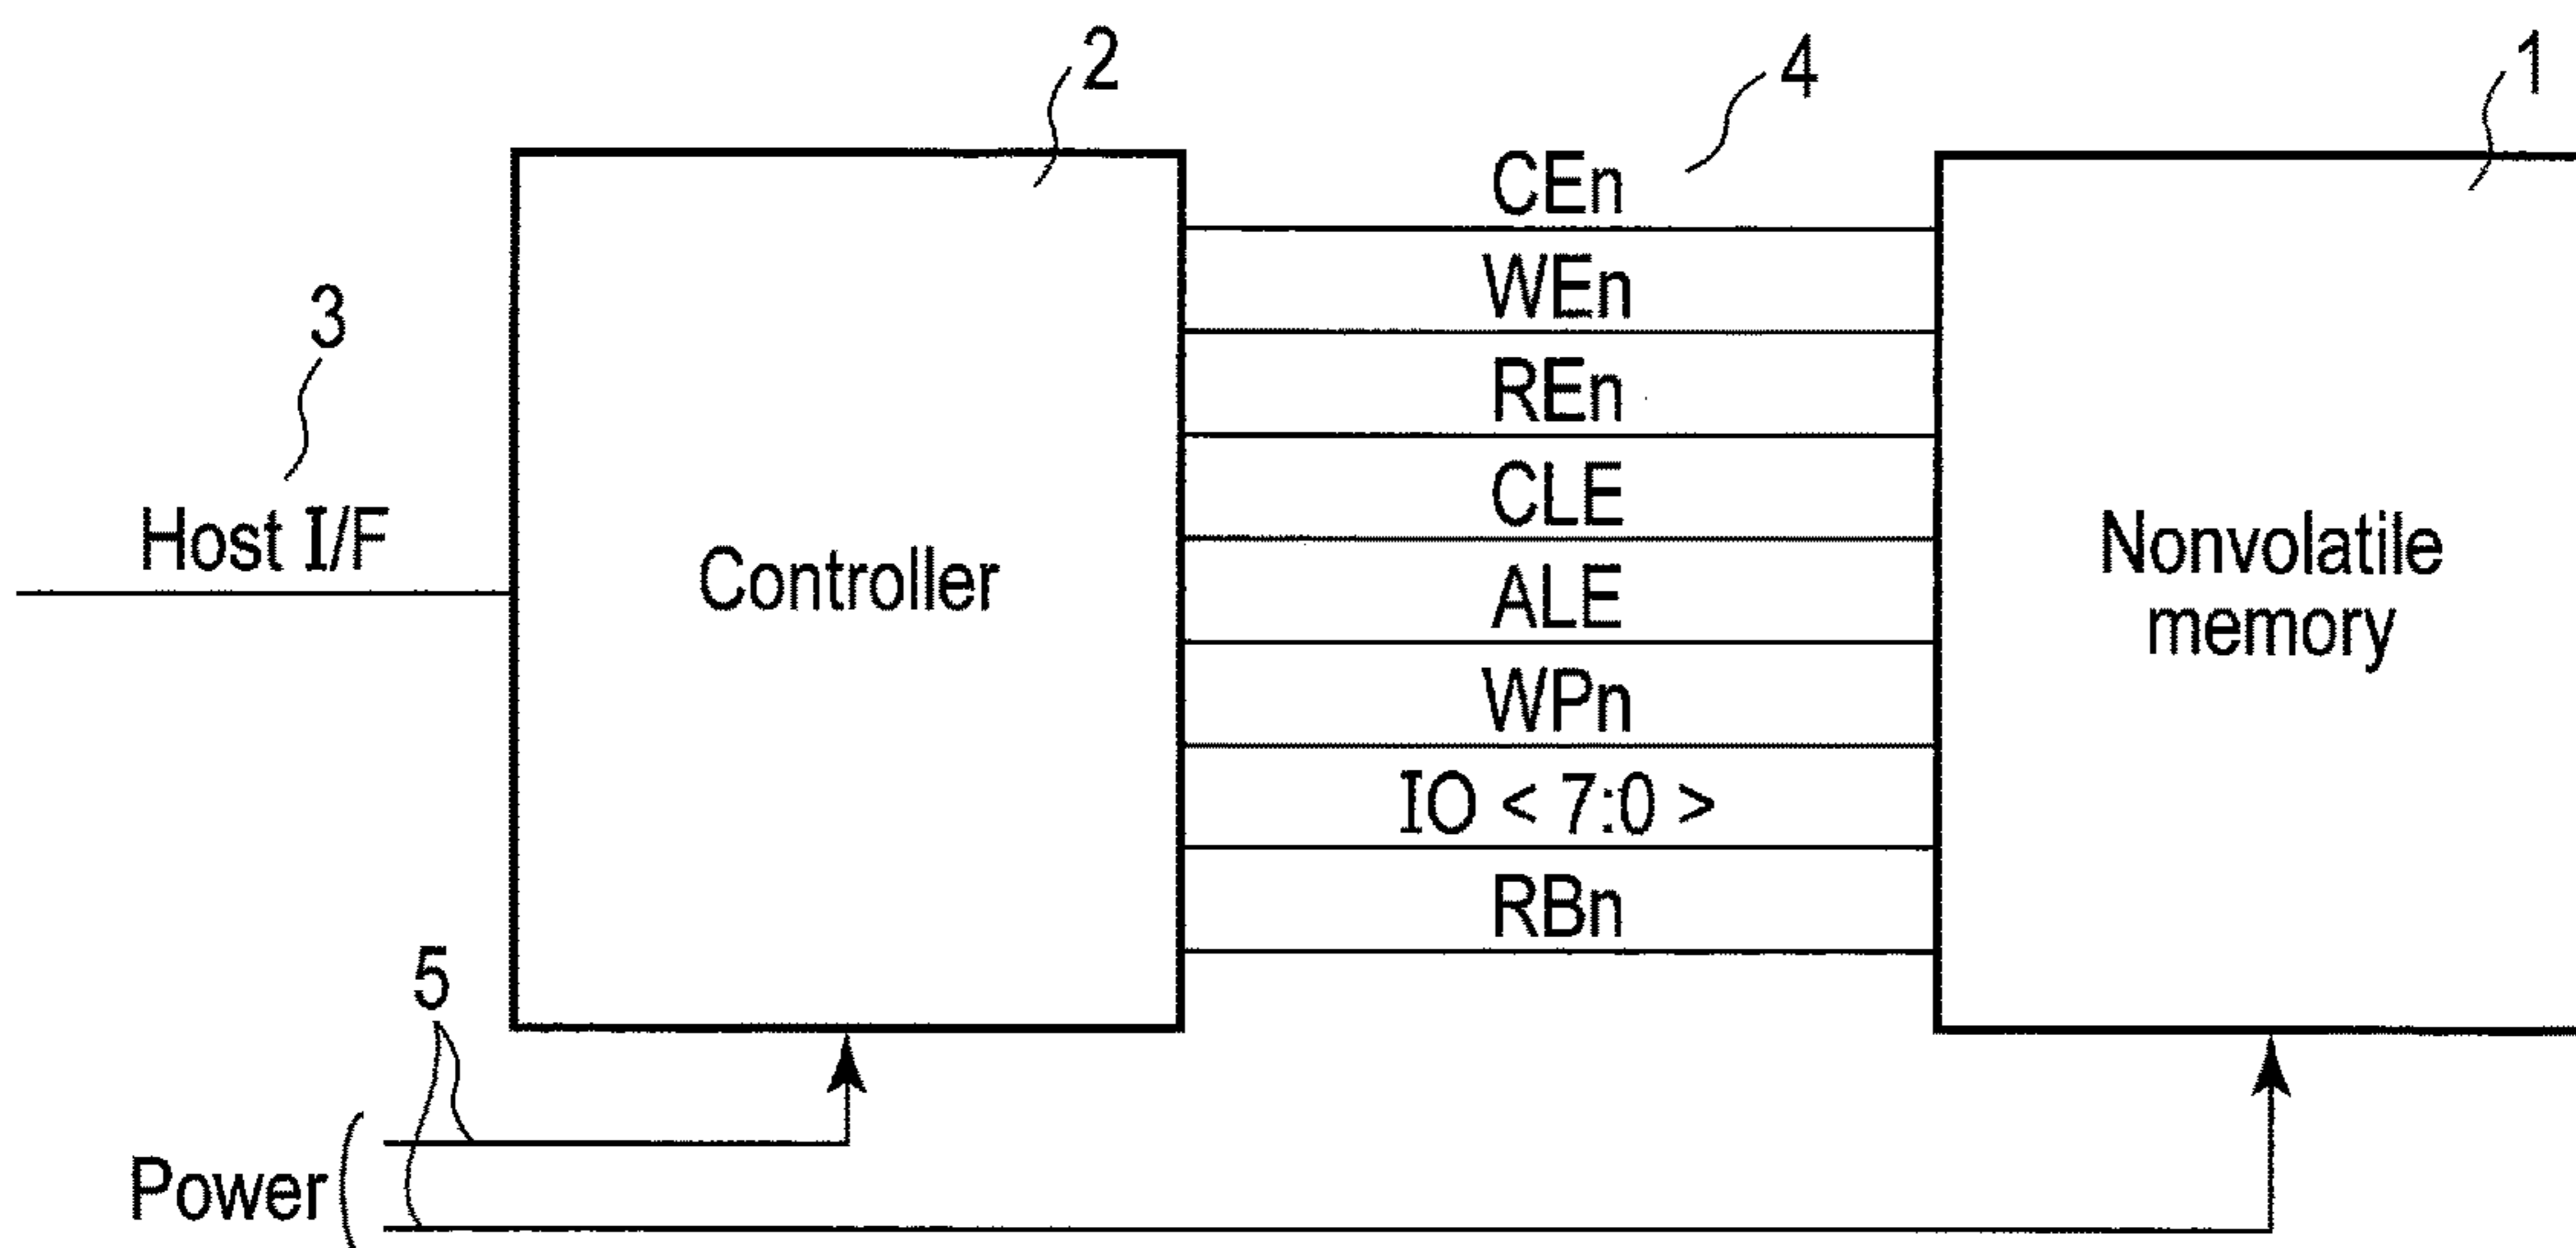 2
4
1
CEn
WEn
3
REn
CLE
Host I/F
Controller
Nonvolatile
memory
ALE
WPn
IO < 7:0 >
RBn
5
Power